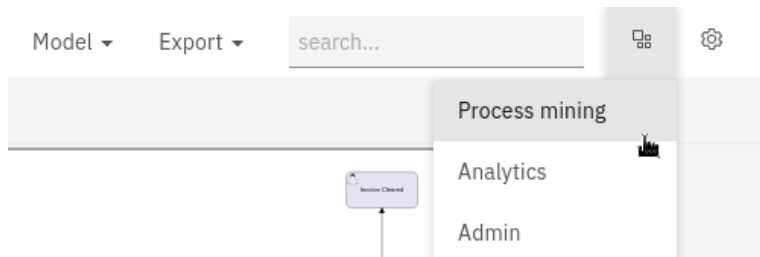 Model Export search...
Process mining
Analytics
Invoice Cleared
Admin